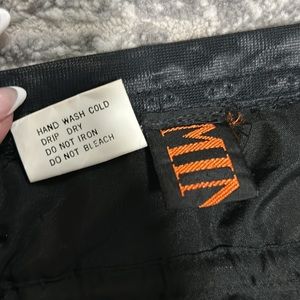 HAND WASH COLD
DRIP DRY
DO NOT IRON
DO NOT BLEACH